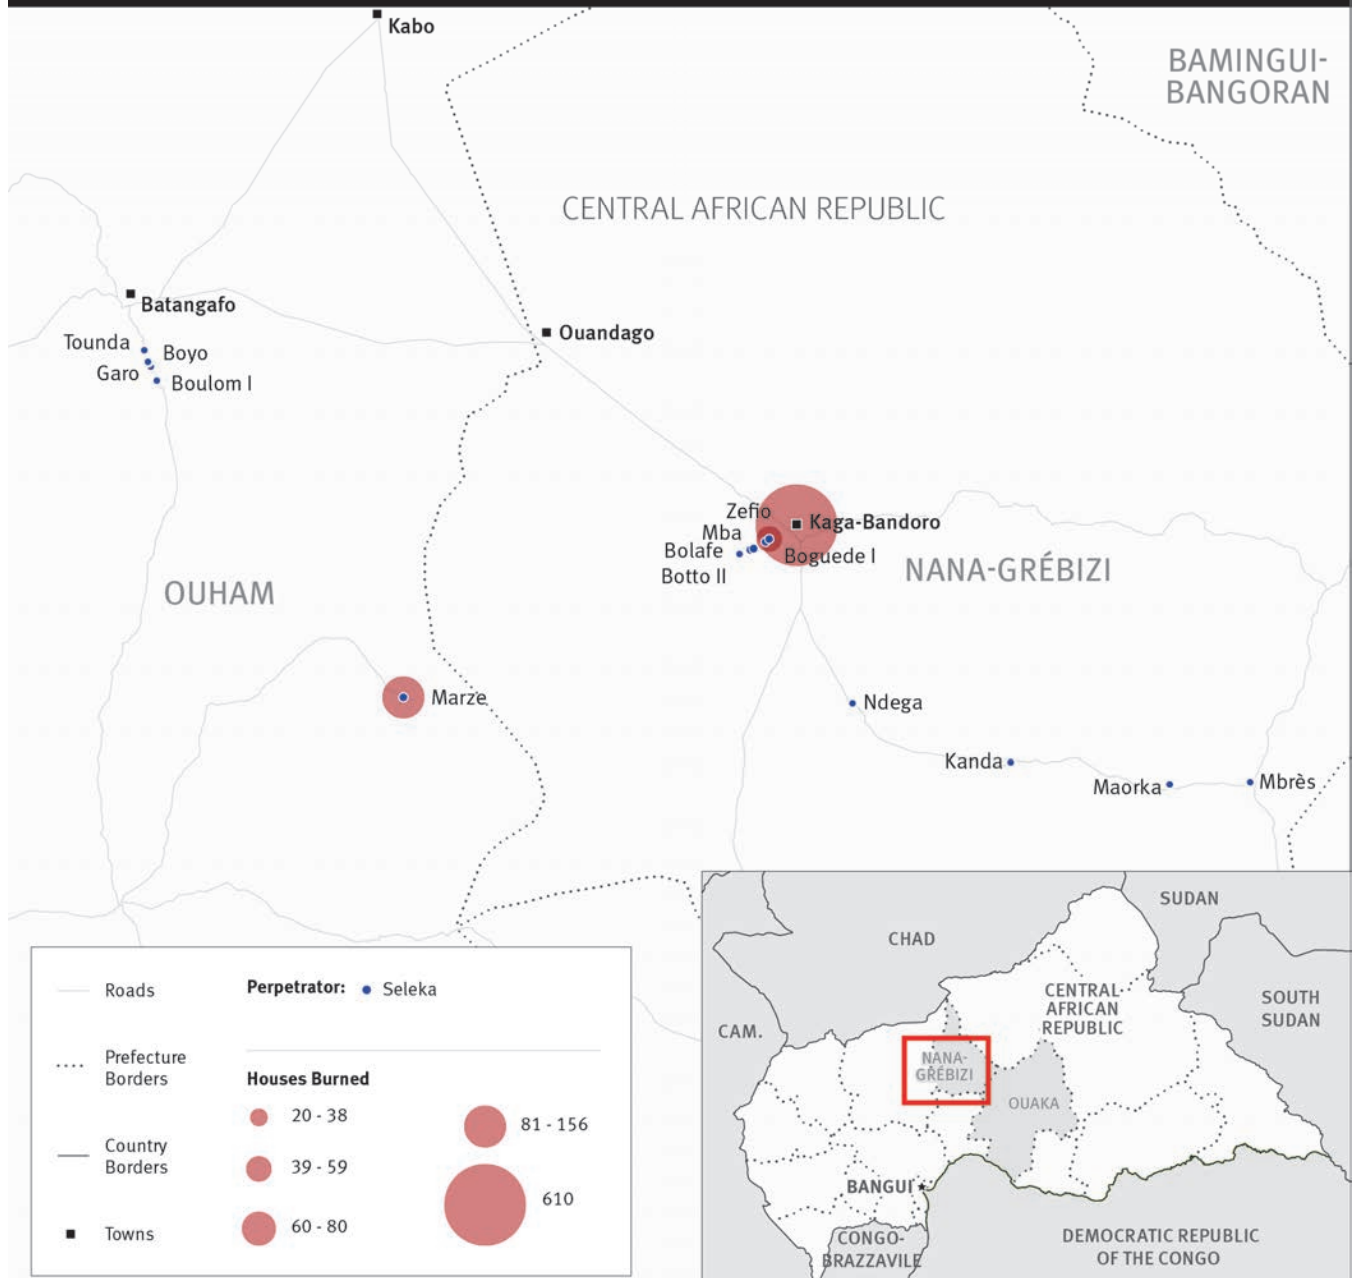 Kabo
BAMINGUI-
BANGORAN
CENTRAL AFRICAN REPUBLIC
Batangafo
Ouandago
Tounda
Boyo
Garo
Boulom I
Zefio
Kaga-Bandoro
Mba
Bolafe
Boguede I
Botto II
NANA-GRÉBIZI
OUHAM
Marze
Ndega
Kanda
Maorka
Mbrès
Roads
Prefecture
Borders
Country
Borders
Towns
Perpetrator:
Seleka
Houses Burned
20 - 38
39 - 59
60 - 80
81 - 156
610
SUDAN
CHAD
CENTRAL
AFRICAN
REPUBLIC
SOUTH
SUDAN
CAM.
NANA-
GRÉBIZI
OUAKA
BANGUI
CONGO-
BRAZZAVILE
DEMOCRATIC REPUBLIC
OF THE CONGO